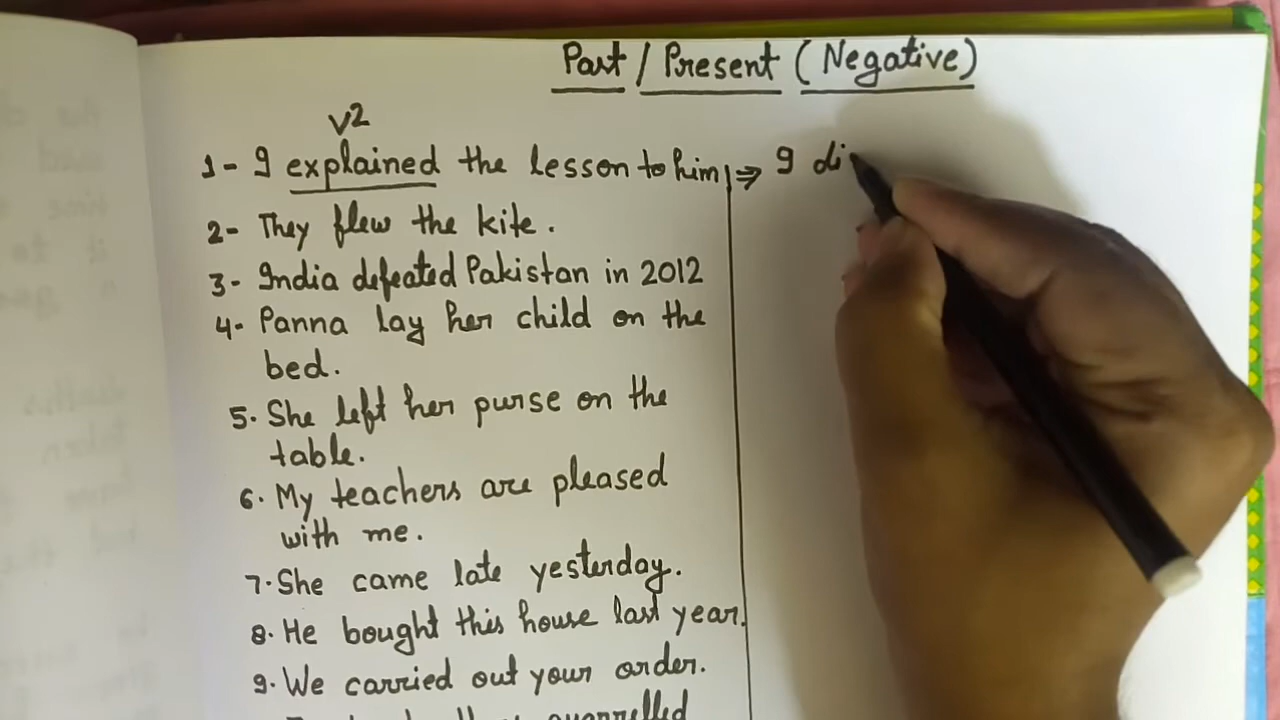 Past / Present (Negative)
V2
1- I explained the lesson to him. ⇒ I di
2- They flew the kite.
3- India defeated Pakistan in 2012
4- Panna lay her child on the
bed.
5. She left her purse on the
table.
6. My teachers are pleased
with me.
7. She came late yesterday.
8. He bought this house last year.
9. We carried out your order.
quarrelled